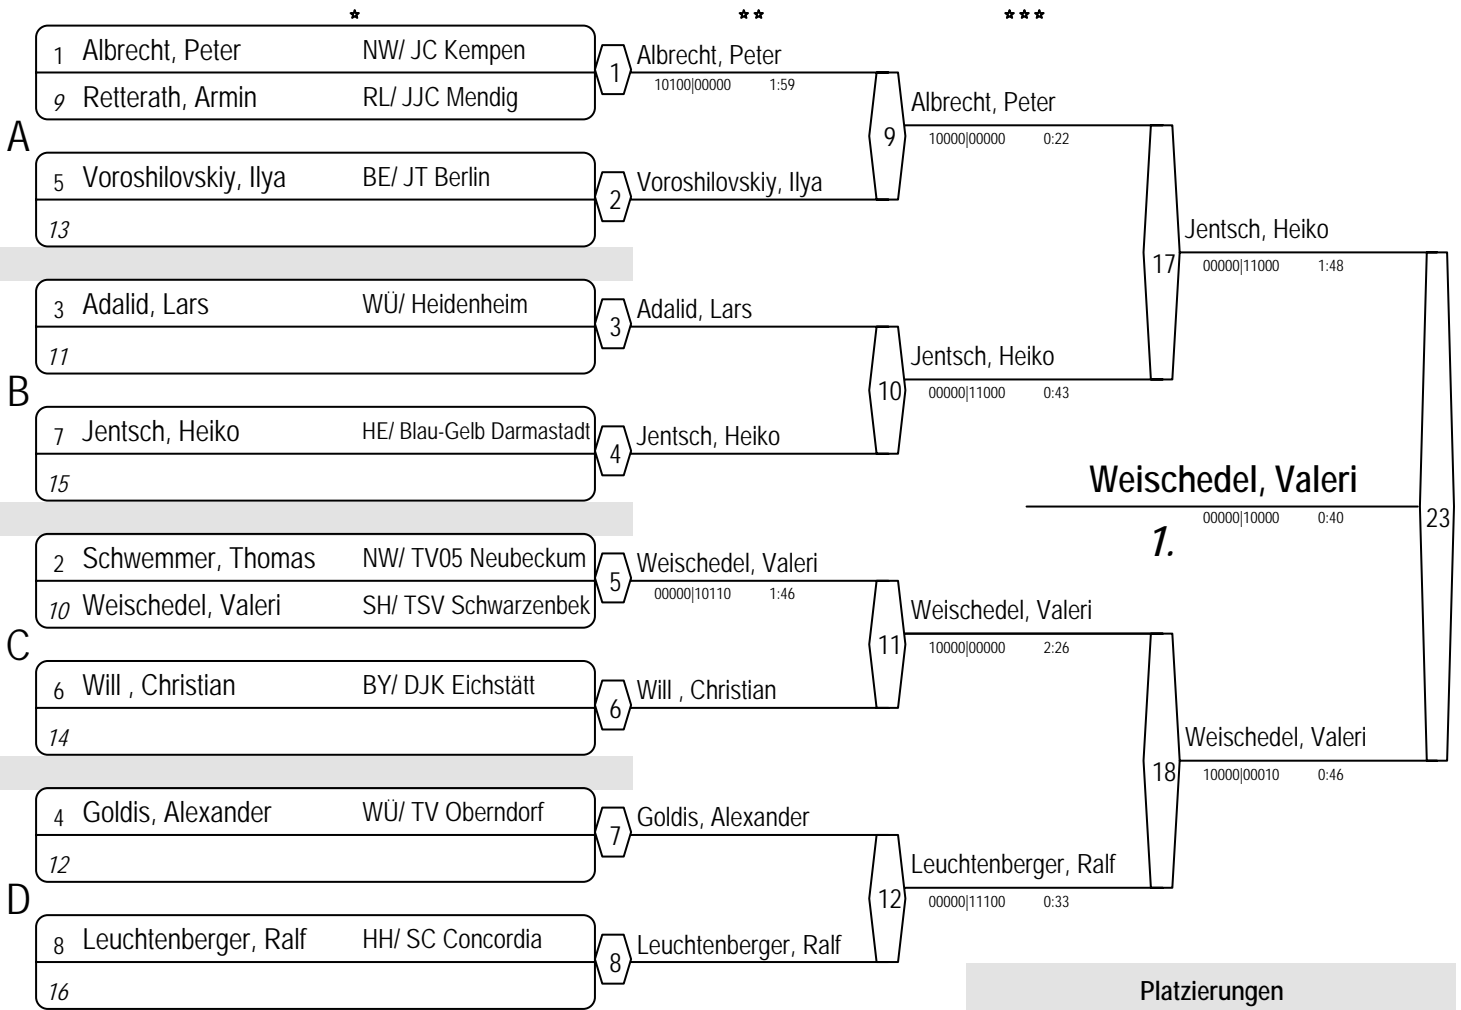 1 Albrecht, Peter NW/ JC Kempen
9 Retterath, Armin RL/ JJC Mendig
1 Albrecht, Peter
10100|00000 1:59
A
5 Voroshilovskiy, Ilya BE/ JT Berlin
13
2 Voroshilovskiy, Ilya
9 Albrecht, Peter
10000|00000 0:22
3 Adalid, Lars WÜ/ Heidenheim
11
3 Adalid, Lars
B
7 Jentsch, Heiko HE/ Blau-Gelb Darmastadt
15
4 Jentsch, Heiko
10 Jentsch, Heiko
00000|11000 0:43
17 Jentsch, Heiko
00000|11000 1:48
2 Schwemmer, Thomas NW/ TV05 Neubeckum
10 Weischedel, Valeri SH/ TSV Schwarzenbek
5 Weischedel, Valeri
00000|10110 1:46
C
6 Will , Christian BY/ DJK Eichstätt
14
6 Will , Christian
11 Weischedel, Valeri
10000|00000 2:26
4 Goldis, Alexander WÜ/ TV Oberndorf
12
7 Goldis, Alexander
D
8 Leuchtenberger, Ralf HH/ SC Concordia
16
8 Leuchtenberger, Ralf
12 Leuchtenberger, Ralf
00000|11100 0:33
18 Weischedel, Valeri
10000|00010 0:46
Weischedel, Valeri
00000|10000 0:40
1.
23
Platzierungen